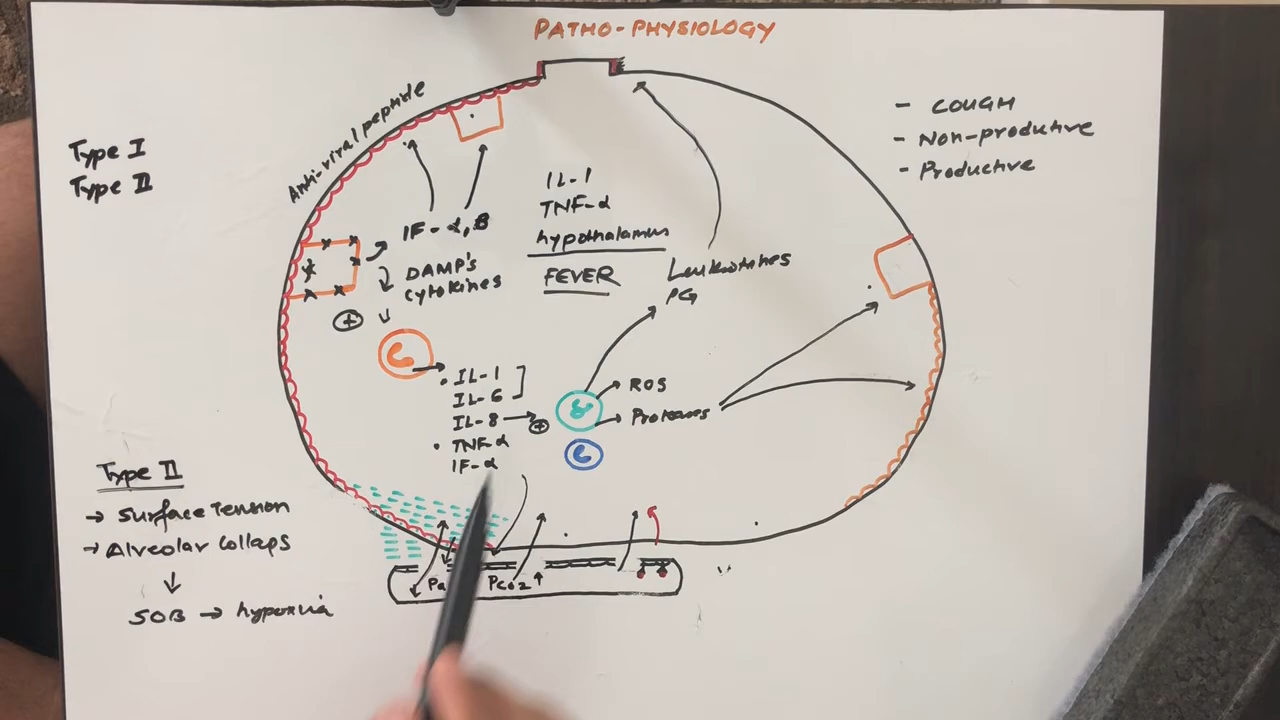 PATHO-PHYSIOLOGY
Anti-viral peptide
Type I
Type II
- COUGH
- Non-produtive
- Productive
IL-1
TNF-α
hypothalamus
FEVER
IF-α,B
DAMP's
cytokines
Leukotrines
PG
IL-1
IL-6
IL-8
TNF-α
IF-α
ROS
Proteases
Type II
→ Surface Tension
→ Alveolar Collaps
↓
SOB → hypoxia
PCO2↑